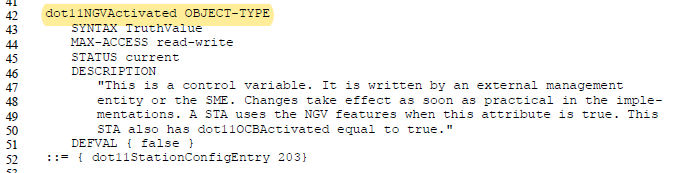 41
42 dot11NGVActivated OBJECT-TYPE
43 SYNTAX TruthValue
44 MAX-ACCESS read-write
45 STATUS current
46 DESCRIPTION
47 "This is a control variable. It is written by an external management
48 entity or the SME. Changes take effect as soon as practical in the imple-
49 mentations. A STA uses the NGV features when this attribute is true. This
50 STA also has dot11OCBActivated equal to true."
51 DEFVAL { false }
52 ::= { dot11StationConfigEntry 203}